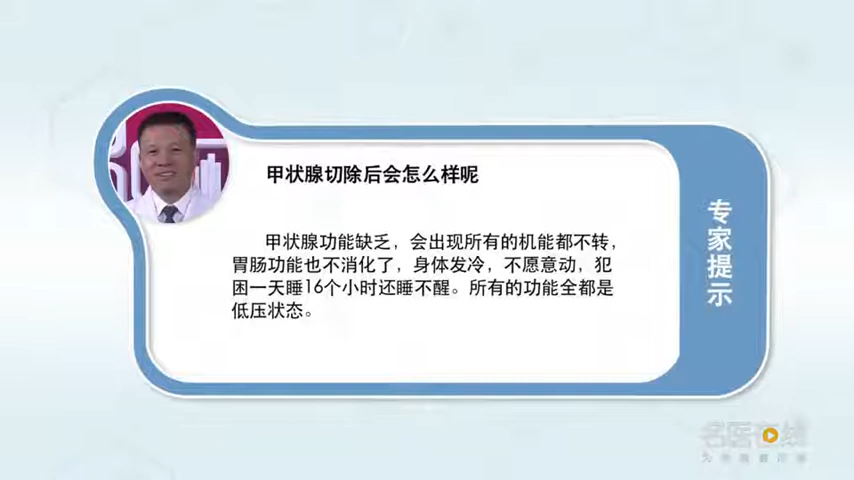 甲状腺切除后会怎么样呢
甲状腺功能缺乏，会出现所有的机能都不转，
胃肠功能也不消化了，身体发冷，不愿意动，犯
困一天睡16个小时还睡不醒。所有的功能全都是
低压状态。
专家提示
名医在线